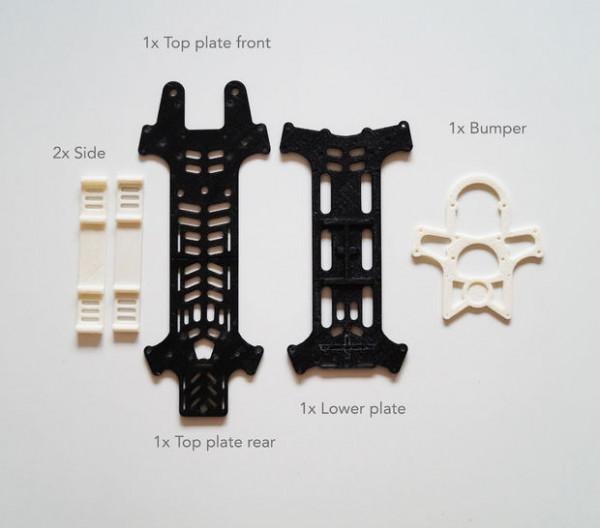 1x Top plate front
1x Bumper
2x Side
1x Lower plate
1x Top plate rear